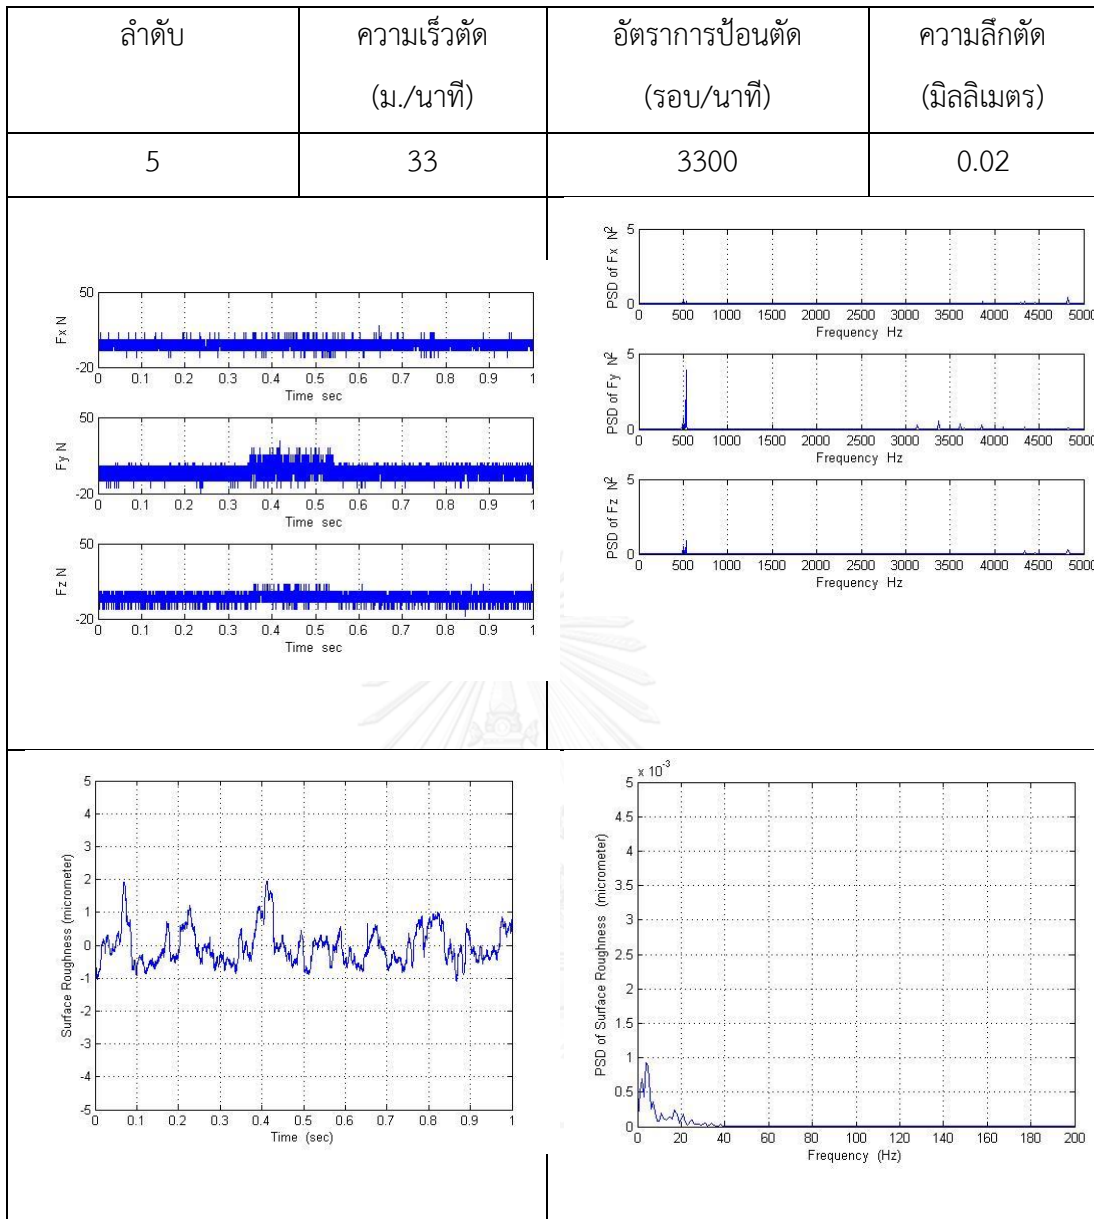 ลำดับ ความเร็วตัด อัตราการป้อนตัด ความลึกตัด
(ม./นาที) (รอบ/นาที) (มิลลิเมตร)
5 33 3300 0.02
50
Fx N
-20
0 0.1 0.2 0.3 0.4 0.5 0.6 0.7 0.8 0.9 1
Time sec
50
Fy N
-20
0 0.1 0.2 0.3 0.4 0.5 0.6 0.7 0.8 0.9 1
Time sec
50
Fz N
-20
0 0.1 0.2 0.3 0.4 0.5 0.6 0.7 0.8 0.9 1
Time sec
5
PSD of Fx N²
0
0 500 1000 1500 2000 2500 3000 3500 4000 4500 5000
Frequency Hz
5
PSD of Fy N²
0
0 500 1000 1500 2000 2500 3000 3500 4000 4500 5000
Frequency Hz
5
PSD of Fz N²
0
0 500 1000 1500 2000 2500 3000 3500 4000 4500 5000
Frequency Hz
5
4
3
2
1
0
-1
-2
-3
-4
-5
Surface Roughness (micrometer)
0 0.1 0.2 0.3 0.4 0.5 0.6 0.7 0.8 0.9 1
Time (sec)
x 10⁻³
5
4.5
4
3.5
3
2.5
2
1.5
1
0.5
0
PSD of Surface Roughness (micrometer)
0 20 40 60 80 100 120 140 160 180 200
Frequency (Hz)